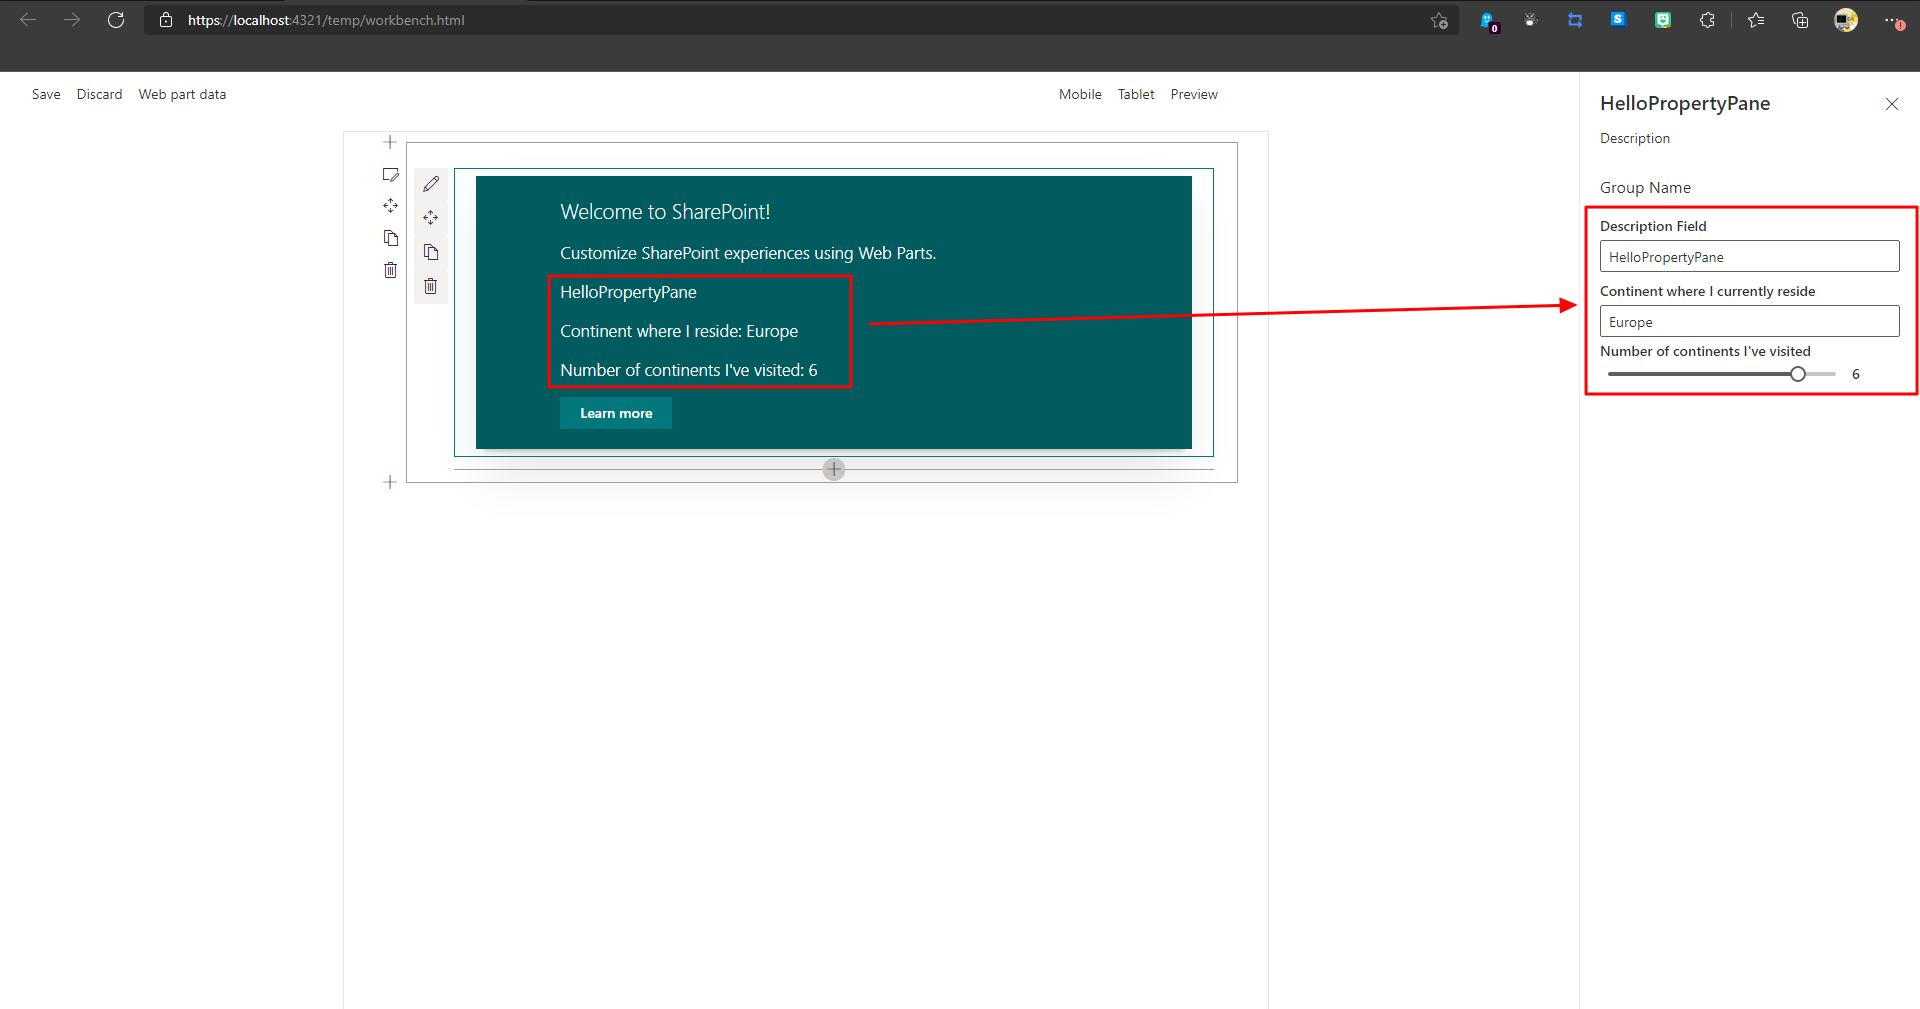 https://localhost:4321/temp/workbench.html
0
S
!
Save Discard Web part data Mobile Tablet Preview
Welcome to SharePoint!
Customize SharePoint experiences using Web Parts.
HelloPropertyPane
Continent where I reside: Europe
Number of continents I've visited: 6
Learn more
HelloPropertyPane
Description
Group Name
Description Field
HelloPropertyPane
Continent where I currently reside
Europe
Number of continents I've visited
6